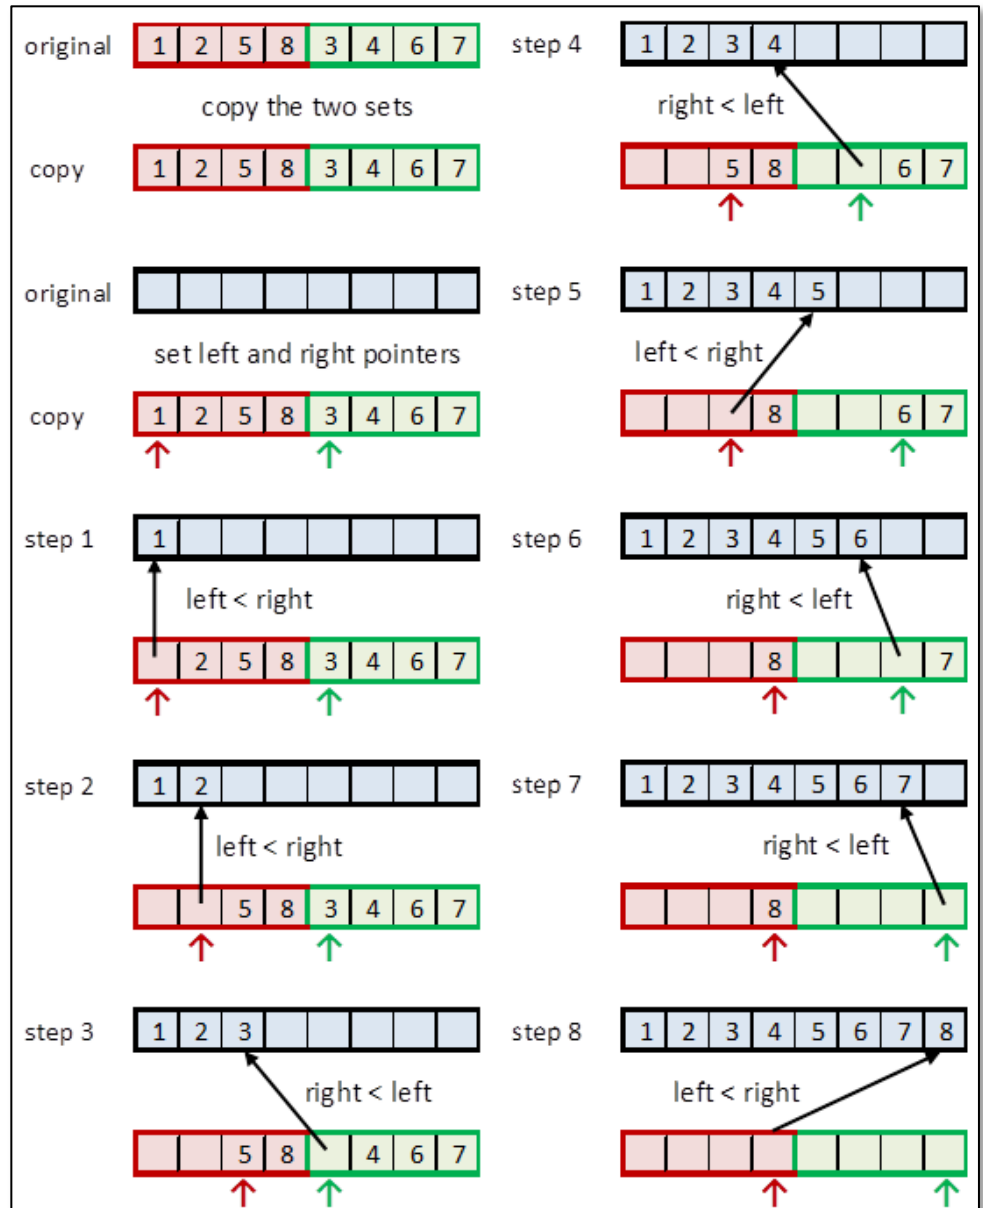 original 1 2 5 8 3 4 6 7
copy the two sets
copy 1 2 5 8 3 4 6 7
original
set left and right pointers
copy 1 2 5 8 3 4 6 7
step 1 1
left < right
2 5 8 3 4 6 7
step 2 1 2
left < right
5 8 3 4 6 7
step 3 1 2 3
right < left
5 8 4 6 7
step 4 1 2 3 4
right < left
5 8 6 7
step 5 1 2 3 4 5
left < right
8 6 7
step 6 1 2 3 4 5 6
right < left
8 7
step 7 1 2 3 4 5 6 7
right < left
8
step 8 1 2 3 4 5 6 7 8
left < right